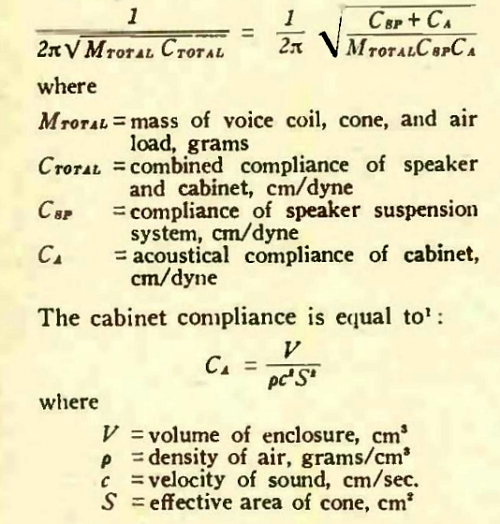 1 / 2π√(M_TOTAL C_TOTAL) = 1 / 2π √((C_SP + C_A) / (M_TOTAL C_SP C_A))
where
M_TOTAL = mass of voice coil, cone, and air
load, grams
C_TOTAL = combined compliance of speaker
and cabinet, cm/dyne
C_SP = compliance of speaker suspension
system, cm/dyne
C_A = acoustical compliance of cabinet,
cm/dyne
The cabinet compliance is equal to¹:
C_A = V / ρc²S²
where
V = volume of enclosure, cm³
ρ = density of air, grams/cm³
c = velocity of sound, cm/sec.
S = effective area of cone, cm²